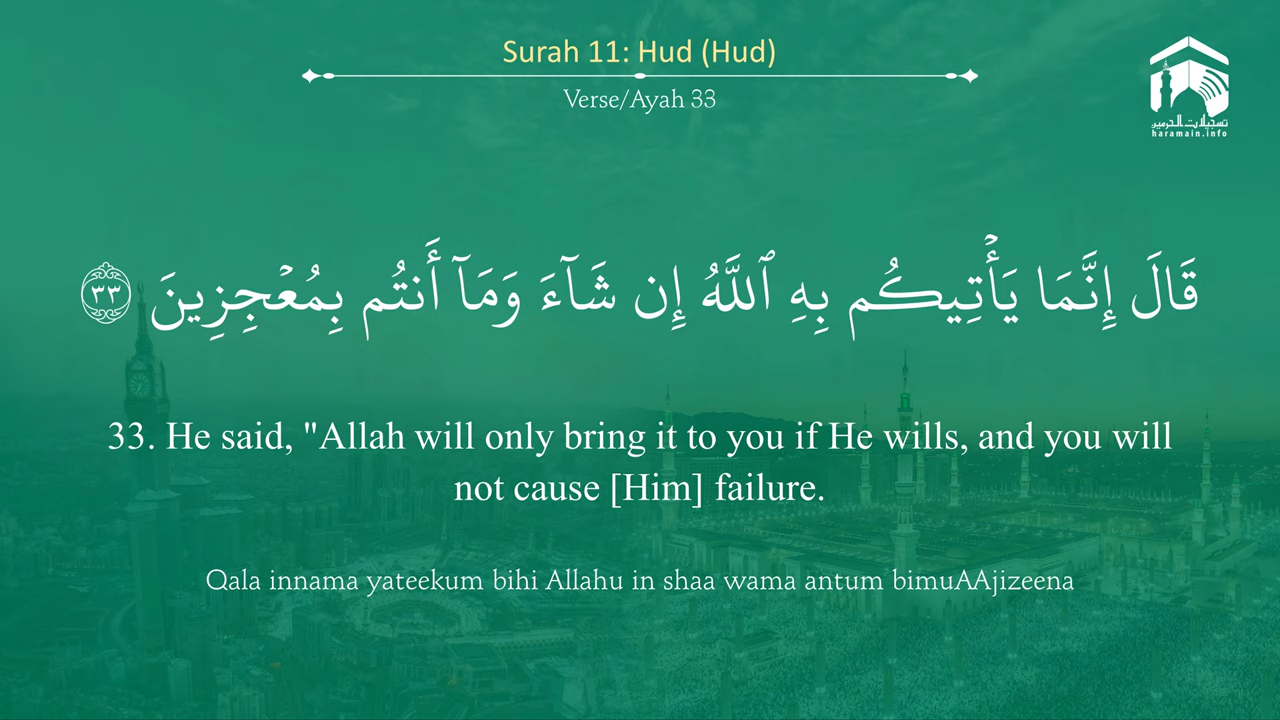 Surah 11: Hud (Hud)
Verse/Ayah 33
تسجيلات الحرمين
haramain.info
قَالَ إِنَّمَا يَأْتِيكُم بِهِ ٱللَّهُ إِن شَآءَ وَمَآ أَنتُم بِمُعْجِزِينَ ٣٣
33. He said, "Allah will only bring it to you if He wills, and you will
not cause [Him] failure.
Qala innama yateekum bihi Allahu in shaa wama antum bimuAAjizeena